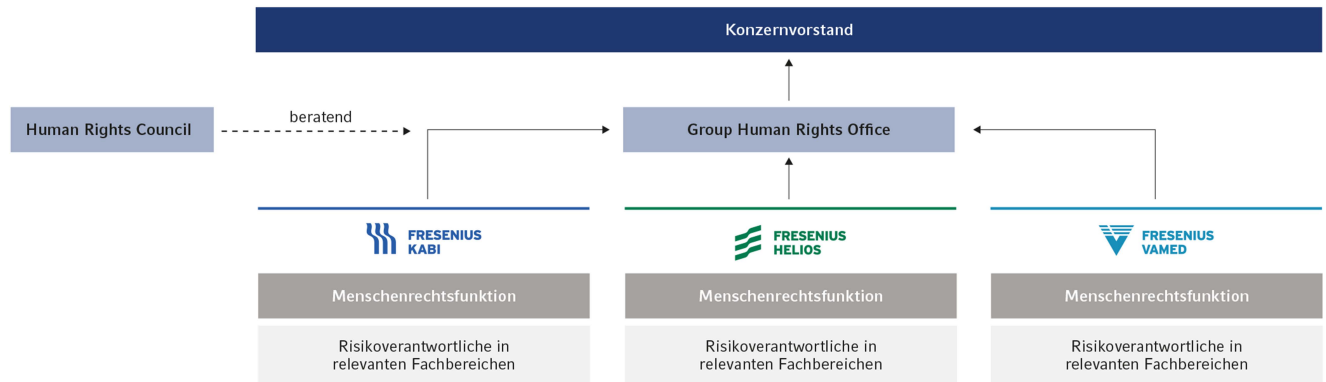 Konzernvorstand
beratend
Human Rights Council
Group Human Rights Office
FRESENIUS
KABI
FRESENIUS
HELIOS
FRESENIUS
VAMED
Menschenrechtsfunktion
Menschenrechtsfunktion
Menschenrechtsfunktion
Risikoverantwortliche in
relevanten Fachbereichen
Risikoverantwortliche in
relevanten Fachbereichen
Risikoverantwortliche in
relevanten Fachbereichen